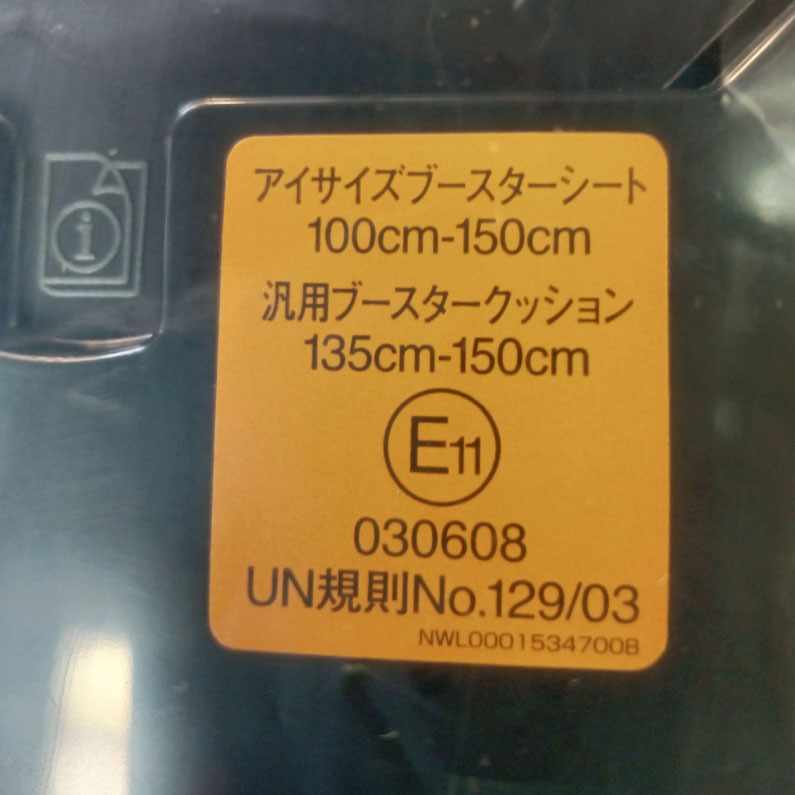 アイサイズブースターシート
100cm-150cm
汎用ブースタークッション
135cm-150cm
E11
030608
UN規則No.129/03
NWL0001534700B
i